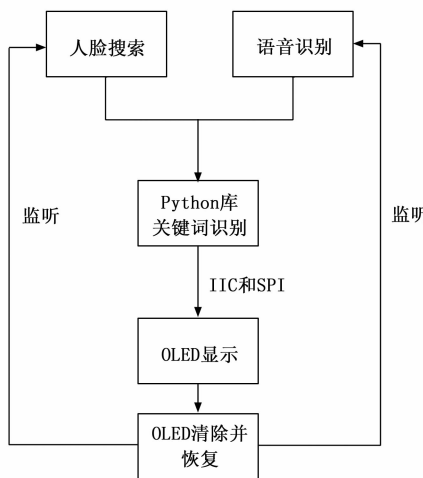 人脸搜索
语音识别
Python库
关键词识别
监听
监听
IIC和SPI
OLED显示
OLED清除并
恢复